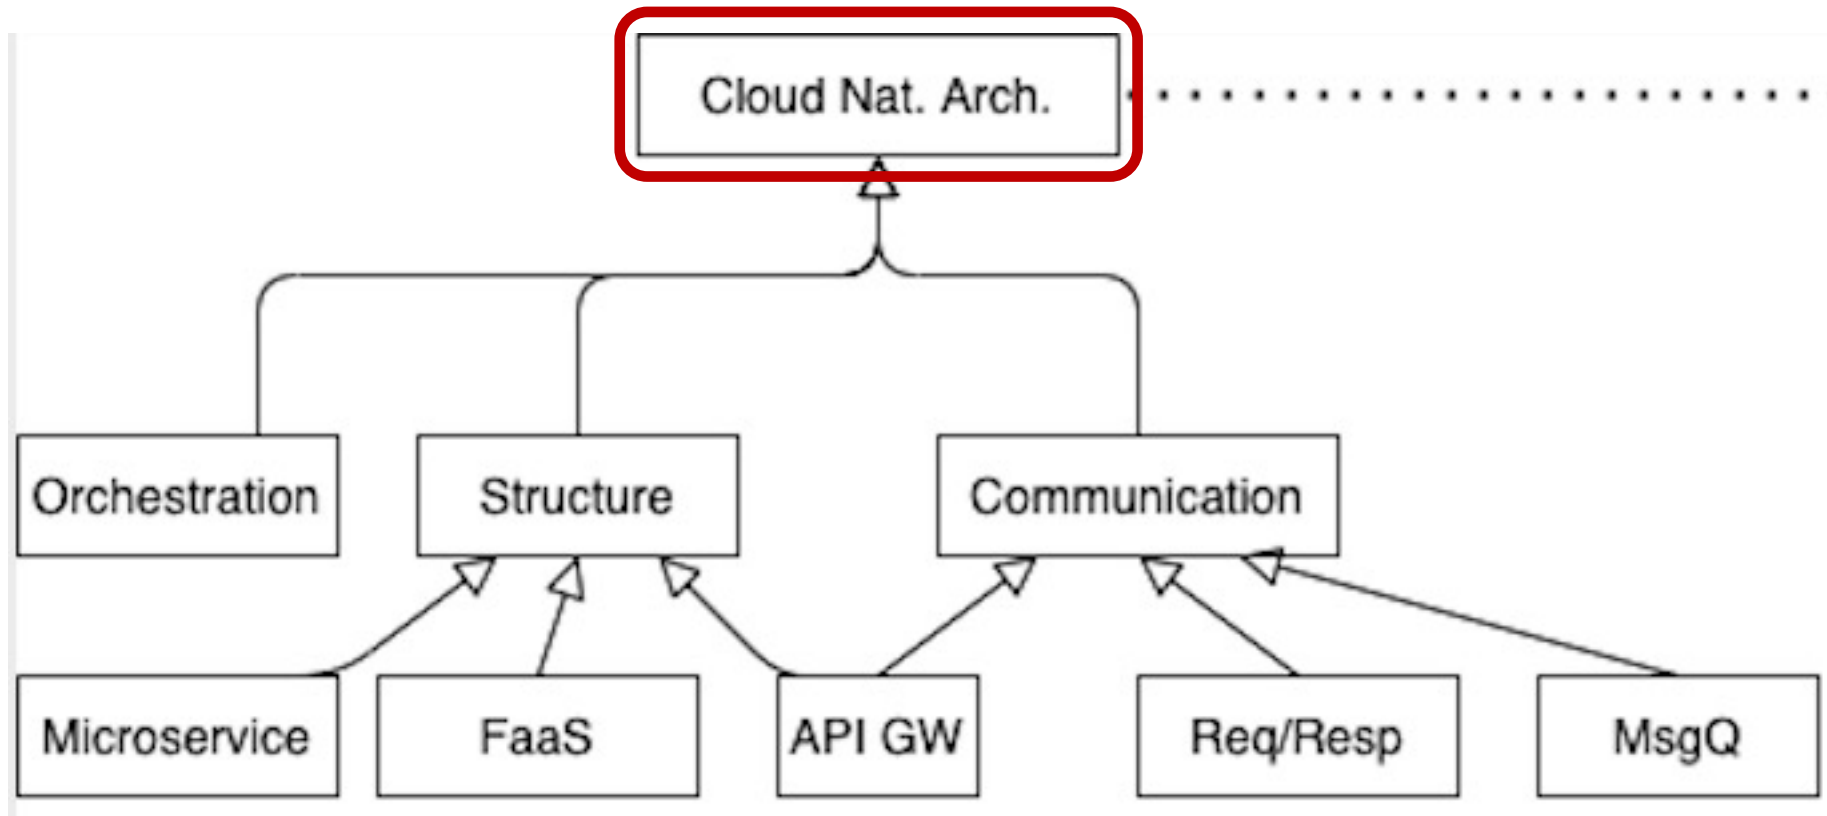 Cloud Nat. Arch.
Orchestration
Structure
Communication
Microservice
FaaS
API GW
Req/Resp
MsgQ